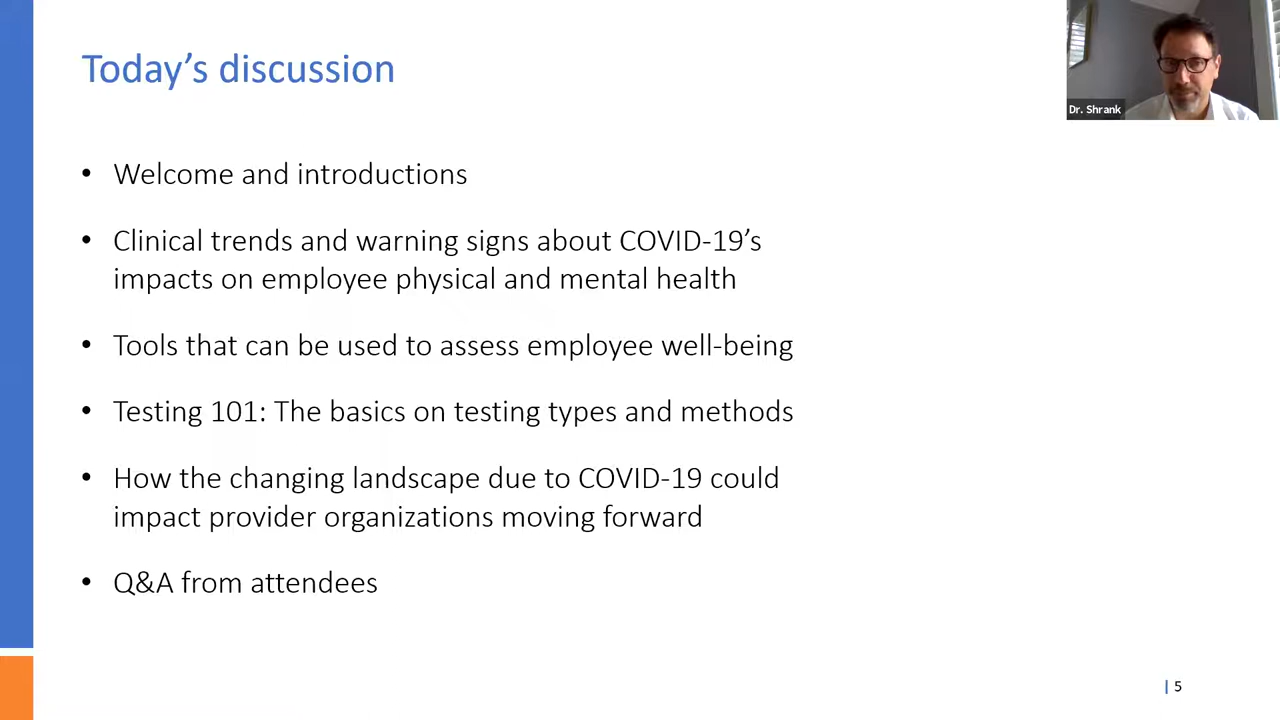 Today’s discussion
Dr. Shrank
• Welcome and introductions
• Clinical trends and warning signs about COVID-19’s
impacts on employee physical and mental health
• Tools that can be used to assess employee well-being
• Testing 101: The basics on testing types and methods
• How the changing landscape due to COVID-19 could
impact provider organizations moving forward
• Q&A from attendees
| 5